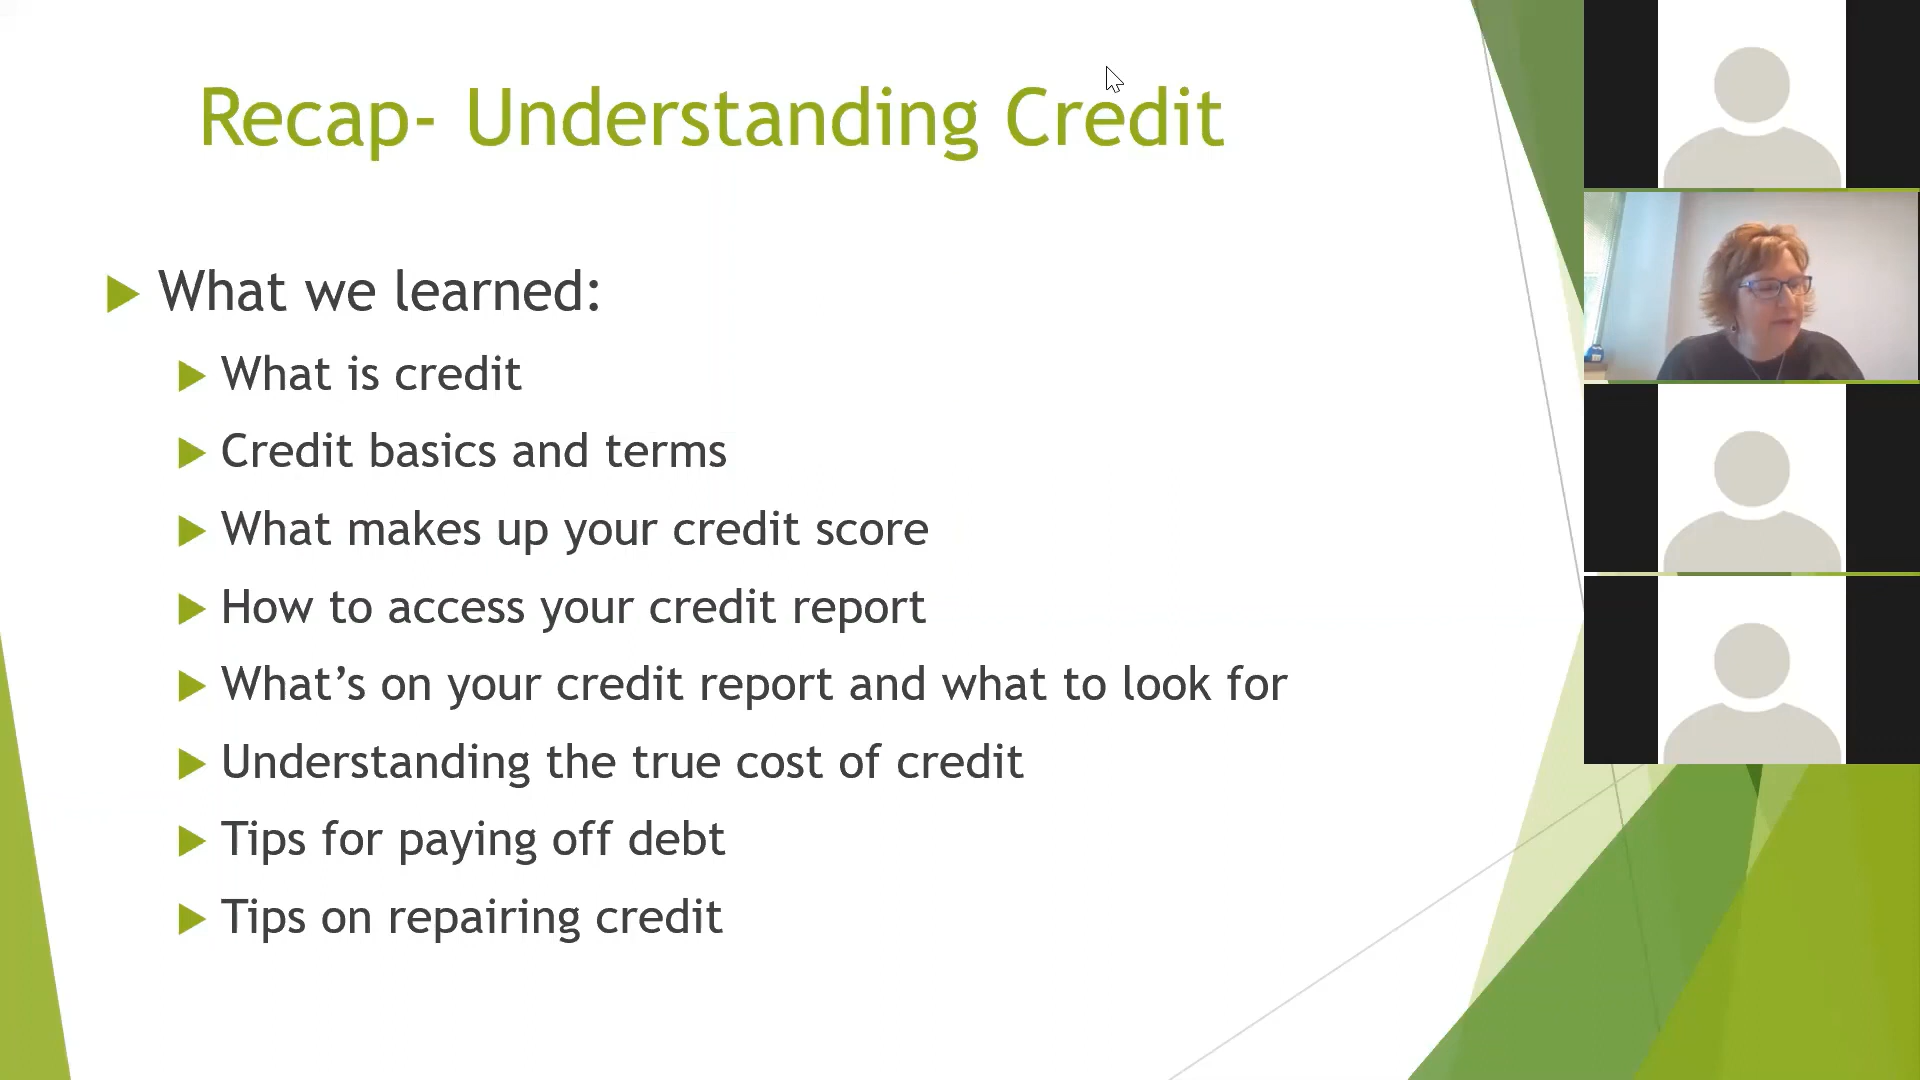 Recap- Understanding Credit
What we learned:
What is credit
Credit basics and terms
What makes up your credit score
How to access your credit report
What’s on your credit report and what to look for
Understanding the true cost of credit
Tips for paying off debt
Tips on repairing credit